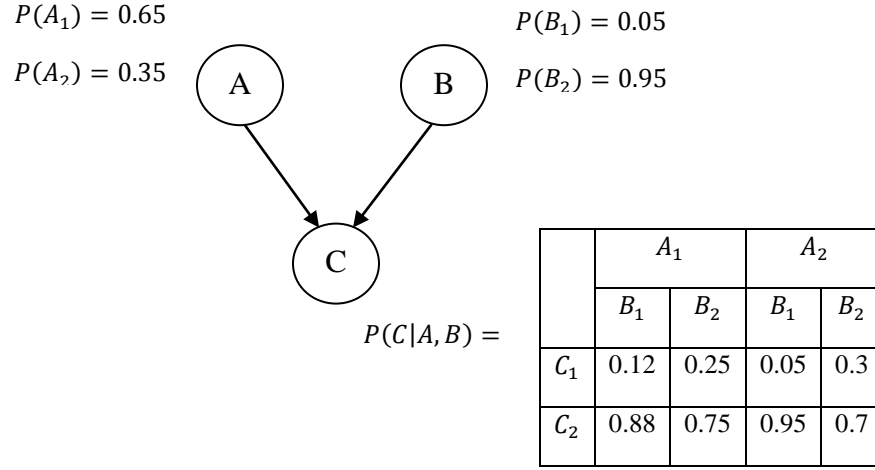 P(A₁) = 0.65
P(B₁) = 0.05
P(A₂) = 0.35
P(B₂) = 0.95
A
B
C
P(C|A, B) =
A₁ A₂
B₁ B₂ B₁ B₂
C₁ 0.12 0.25 0.05 0.3
C₂ 0.88 0.75 0.95 0.7